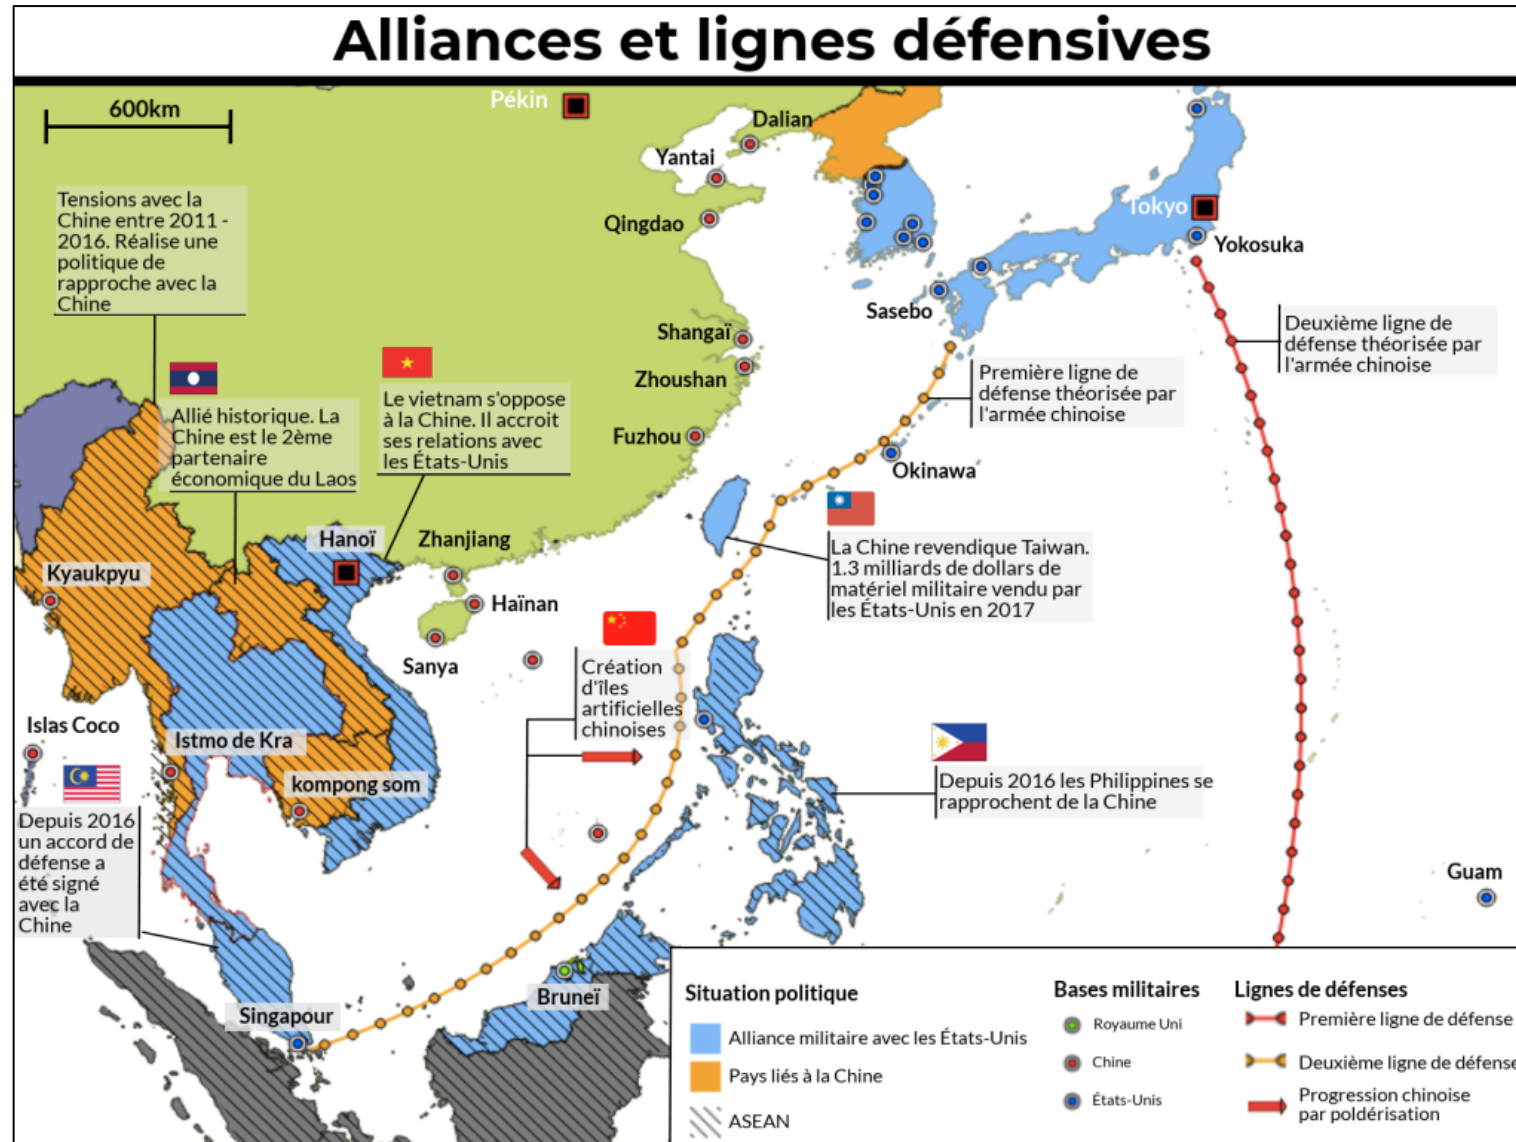 Alliances et lignes défensives
600km
Pékin
Dalian
Yantai
Qingdao
Tokyo
Yokosuka
Tensions avec la
Chine entre 2011 -
2016. Réalise une
politique de
rapproche avec la
Chine
Sasebo
Shangaï
Zhoushan
Deuxième ligne de
défense théorisée par
l'armée chinoise
Première ligne de
défense théorisée par
l'armée chinoise
Allié historique. La
Chine est le 2ème
partenaire
économique du Laos
Le vietnam s'oppose
à la Chine. Il accroit
ses relations avec
les États-Unis
Fuzhou
Okinawa
Hanoï
Zhanjiang
La Chine revendique Taiwan.
1.3 milliards de dollars de
matériel militaire vendu par
les États-Unis en 2017
Kyaukpyu
Haïnan
Sanya
Création
d'îles
artificielles
chinoises
Islas Coco
Istmo de Kra
kompong som
Depuis 2016 les Philippines se
rapprochent de la Chine
Depuis 2016
un accord de
défense a
été signé
avec la
Chine
Guam
Singapour
Bruneï
Situation politique
Alliance militaire avec les États-Unis
Pays liés à la Chine
ASEAN
Bases militaires
Royaume Uni
Chine
États-Unis
Lignes de défenses
Première ligne de défense
Deuxième ligne de défense
Progression chinoise
par poldérisation